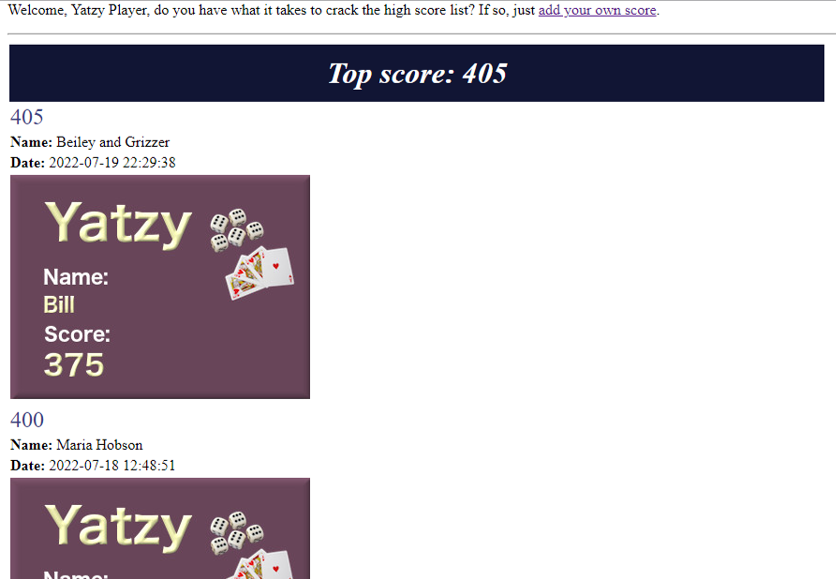 Welcome, Yatzy Player, do you have what it takes to crack the high score list? If so, just add your own score.
Top score: 405
405
Name: Beiley and Grizzer
Date: 2022-07-19 22:29:38
Yatzy
Name:
Bill
Score:
375
400
Name: Maria Hobson
Date: 2022-07-18 12:48:51
Yatzy
Name: